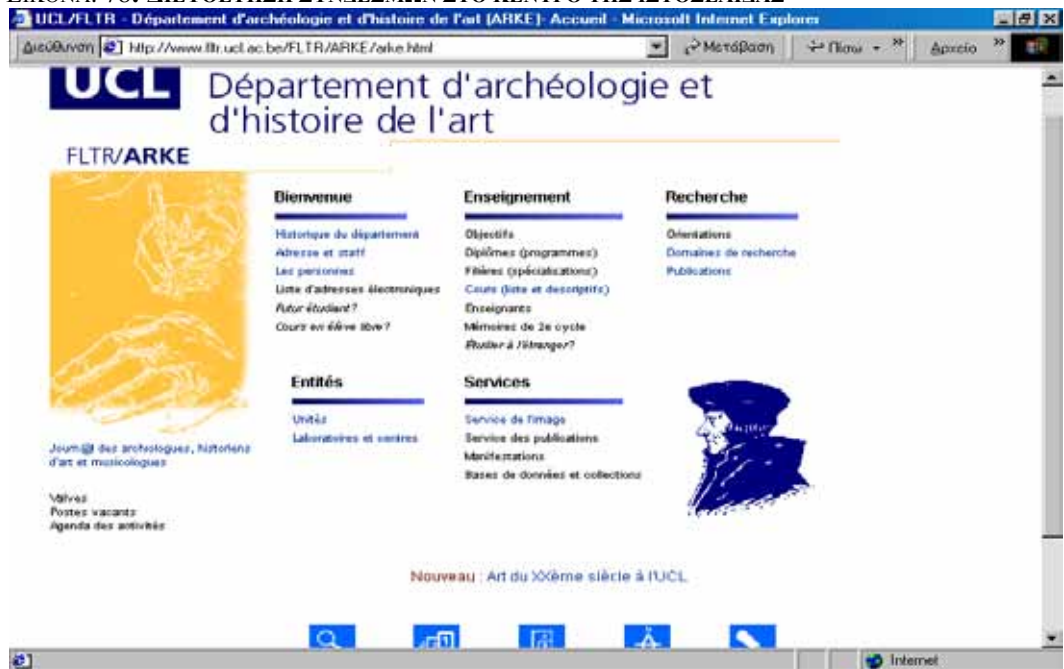 UCL/FLTR - Département d'archéologie et d'histoire de l'art (ARKE)- Accueil - Microsoft Internet Explorer
Διεύθυνση http://www.fltr.ucl.ac.be/FLTR/ARKE/arke.html Μετάβαση Πίσω Αρχείο
UCL
Département d'archéologie et
d'histoire de l'art
FLTR/ARKE
Bienvenue
Historique du département
Adresse et staff
Les personnes
Liste d'adresses électroniques
Futur étudiant?
Cours en élève libre?
Enseignement
Objectifs
Diplômes (programmes)
Filières (spécialisations)
Cours (liste et descriptifs)
Enseignants
Mémoires de 2e cycle
Étudier à l'étranger?
Recherche
Orientations
Domaines de recherche
Publications
Entités
Unités
Laboratoires et centres
Services
Service de l'image
Service des publications
Manifestations
Bases de données et collections
Journ@l des archéologues, historiens
d'art et musicologues
Valves
Postes vacants
Agenda des activités
Nouveau : Art du XXème siècle à l'UCL
Internet